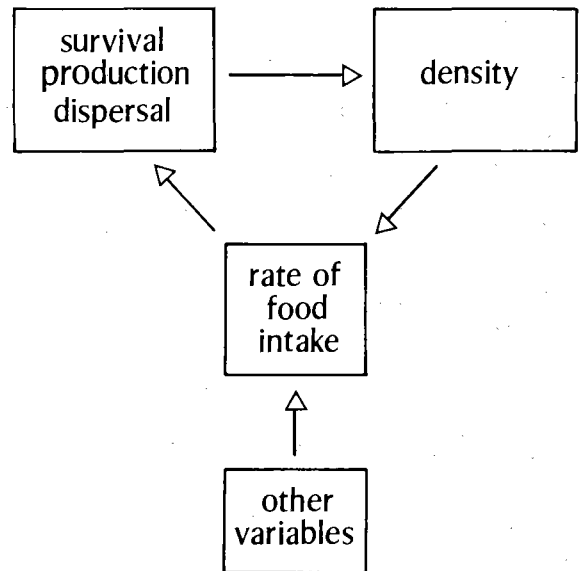 survival
production
dispersal
density
rate of
food
intake
other
variables